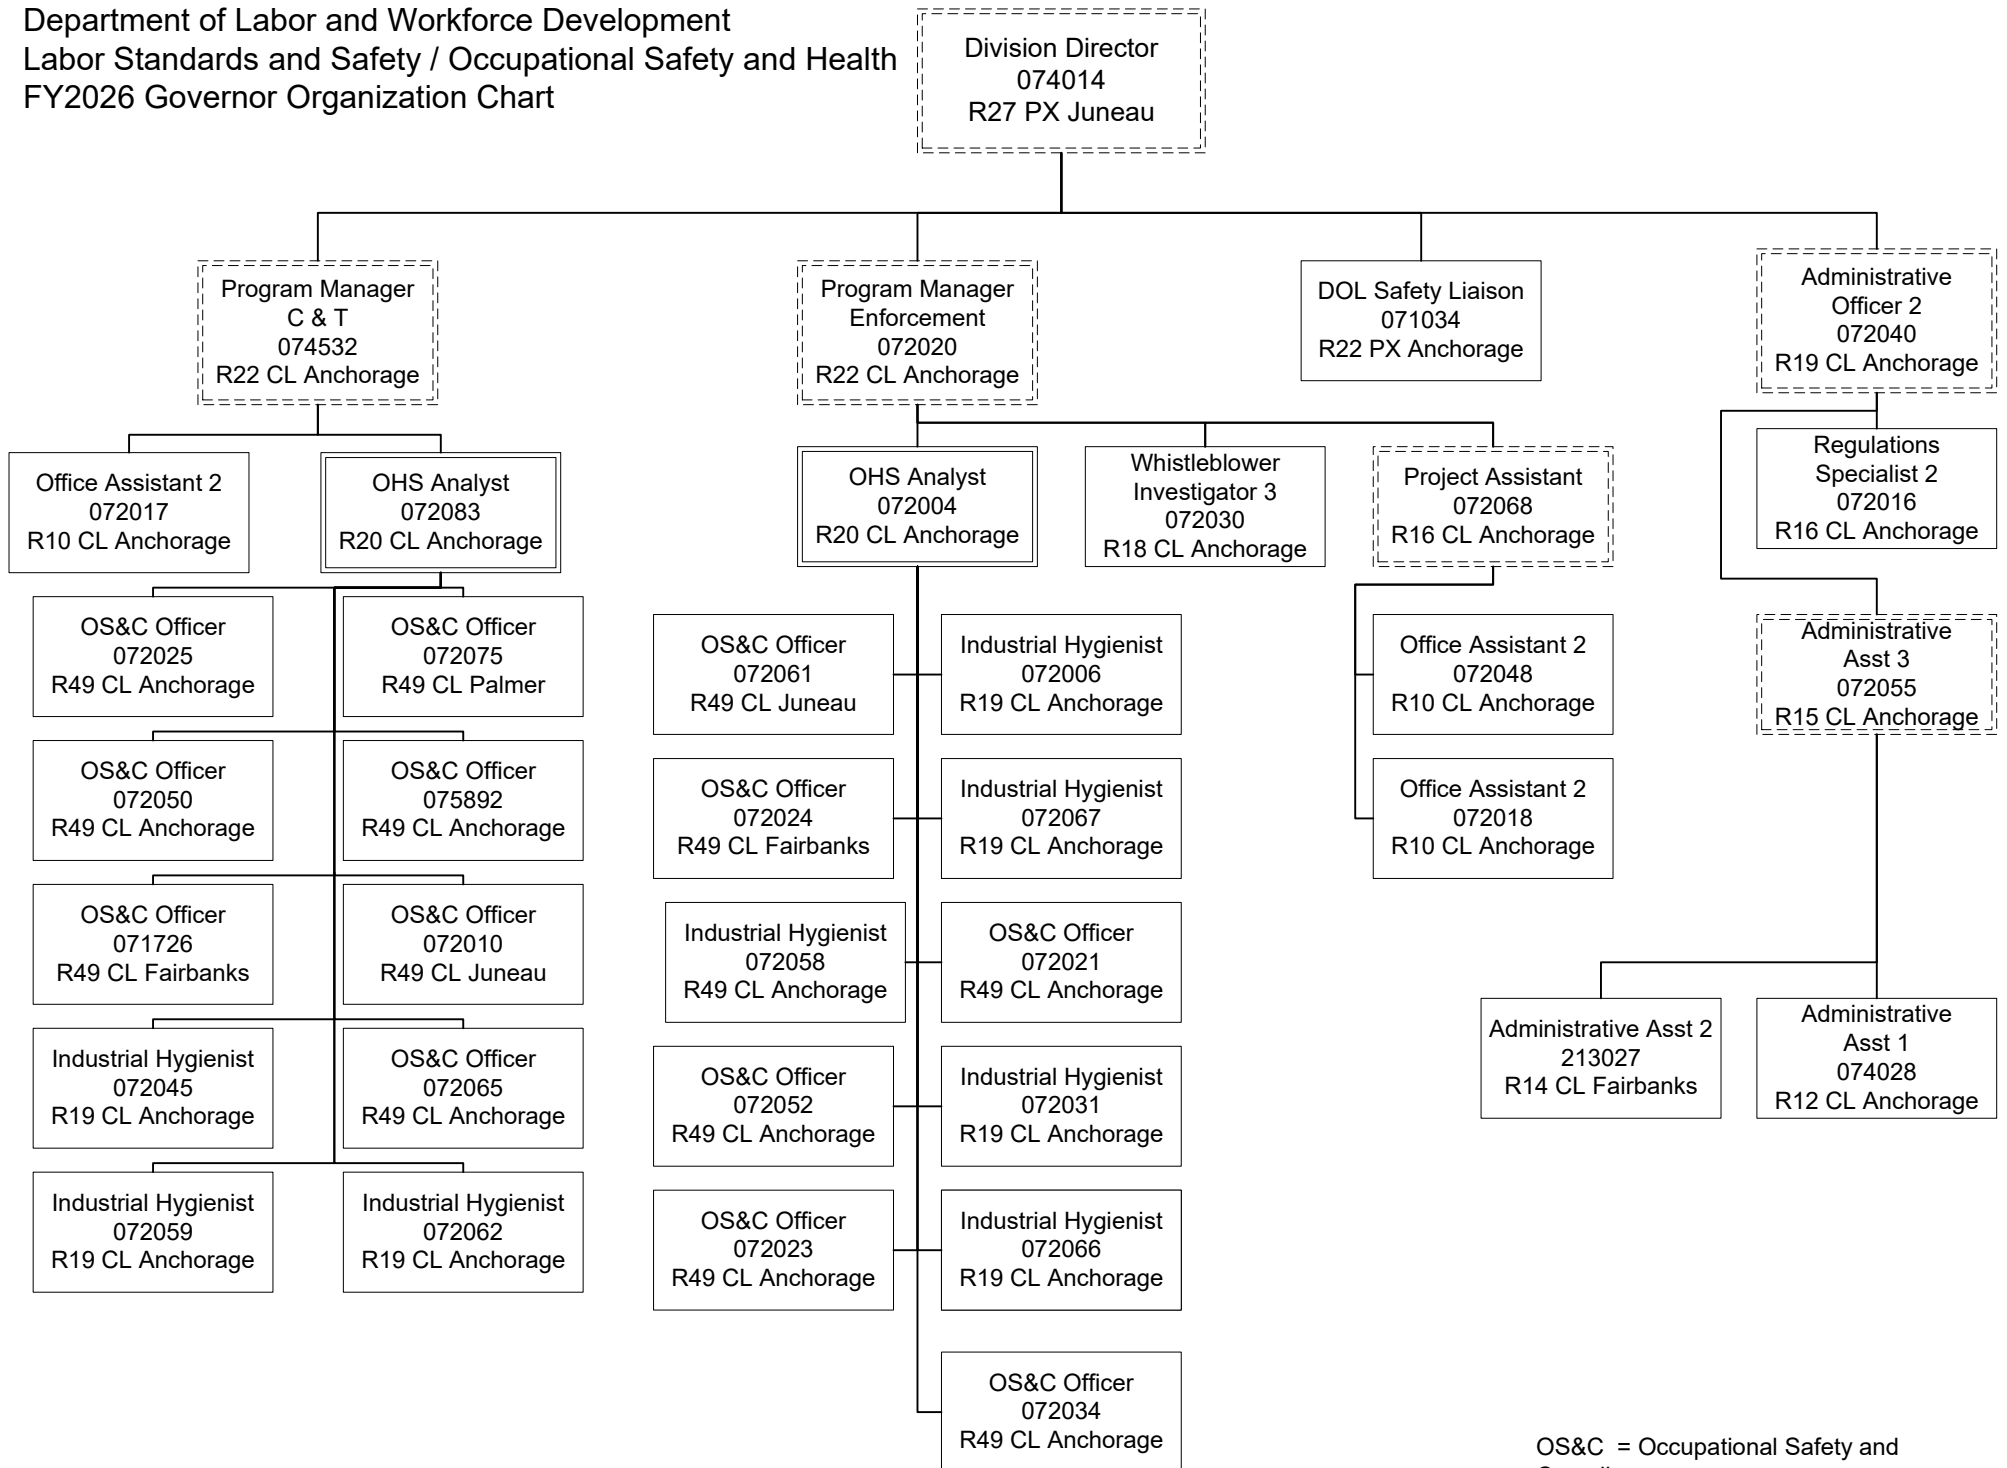 Department of Labor and Workforce Development
Labor Standards and Safety / Occupational Safety and Health
FY2026 Governor Organization Chart
Division Director
074014
R27 PX Juneau
Program Manager
C & T
074532
R22 CL Anchorage
Program Manager
Enforcement
072020
R22 CL Anchorage
DOL Safety Liaison
071034
R22 PX Anchorage
Administrative
Officer 2
072040
R19 CL Anchorage
Office Assistant 2
072017
R10 CL Anchorage
OHS Analyst
072083
R20 CL Anchorage
OHS Analyst
072004
R20 CL Anchorage
Whistleblower
Investigator 3
072030
R18 CL Anchorage
Project Assistant
072068
R16 CL Anchorage
Regulations
Specialist 2
072016
R16 CL Anchorage
OS&C Officer
072025
R49 CL Anchorage
OS&C Officer
072075
R49 CL Palmer
OS&C Officer
072061
R49 CL Juneau
Industrial Hygienist
072006
R19 CL Anchorage
Office Assistant 2
072048
R10 CL Anchorage
Administrative
Asst 3
072055
R15 CL Anchorage
OS&C Officer
072050
R49 CL Anchorage
OS&C Officer
075892
R49 CL Anchorage
OS&C Officer
072024
R49 CL Fairbanks
Industrial Hygienist
072067
R19 CL Anchorage
Office Assistant 2
072018
R10 CL Anchorage
OS&C Officer
071726
R49 CL Fairbanks
OS&C Officer
072010
R49 CL Juneau
Industrial Hygienist
072058
R49 CL Anchorage
OS&C Officer
072021
R49 CL Anchorage
Administrative Asst 2
213027
R14 CL Fairbanks
Administrative
Asst 1
074028
R12 CL Anchorage
Industrial Hygienist
072045
R19 CL Anchorage
OS&C Officer
072065
R49 CL Anchorage
OS&C Officer
072052
R49 CL Anchorage
Industrial Hygienist
072031
R19 CL Anchorage
Industrial Hygienist
072059
R19 CL Anchorage
Industrial Hygienist
072062
R19 CL Anchorage
OS&C Officer
072023
R49 CL Anchorage
Industrial Hygienist
072066
R19 CL Anchorage
OS&C Officer
072034
R49 CL Anchorage
OS&C = Occupational Safety and